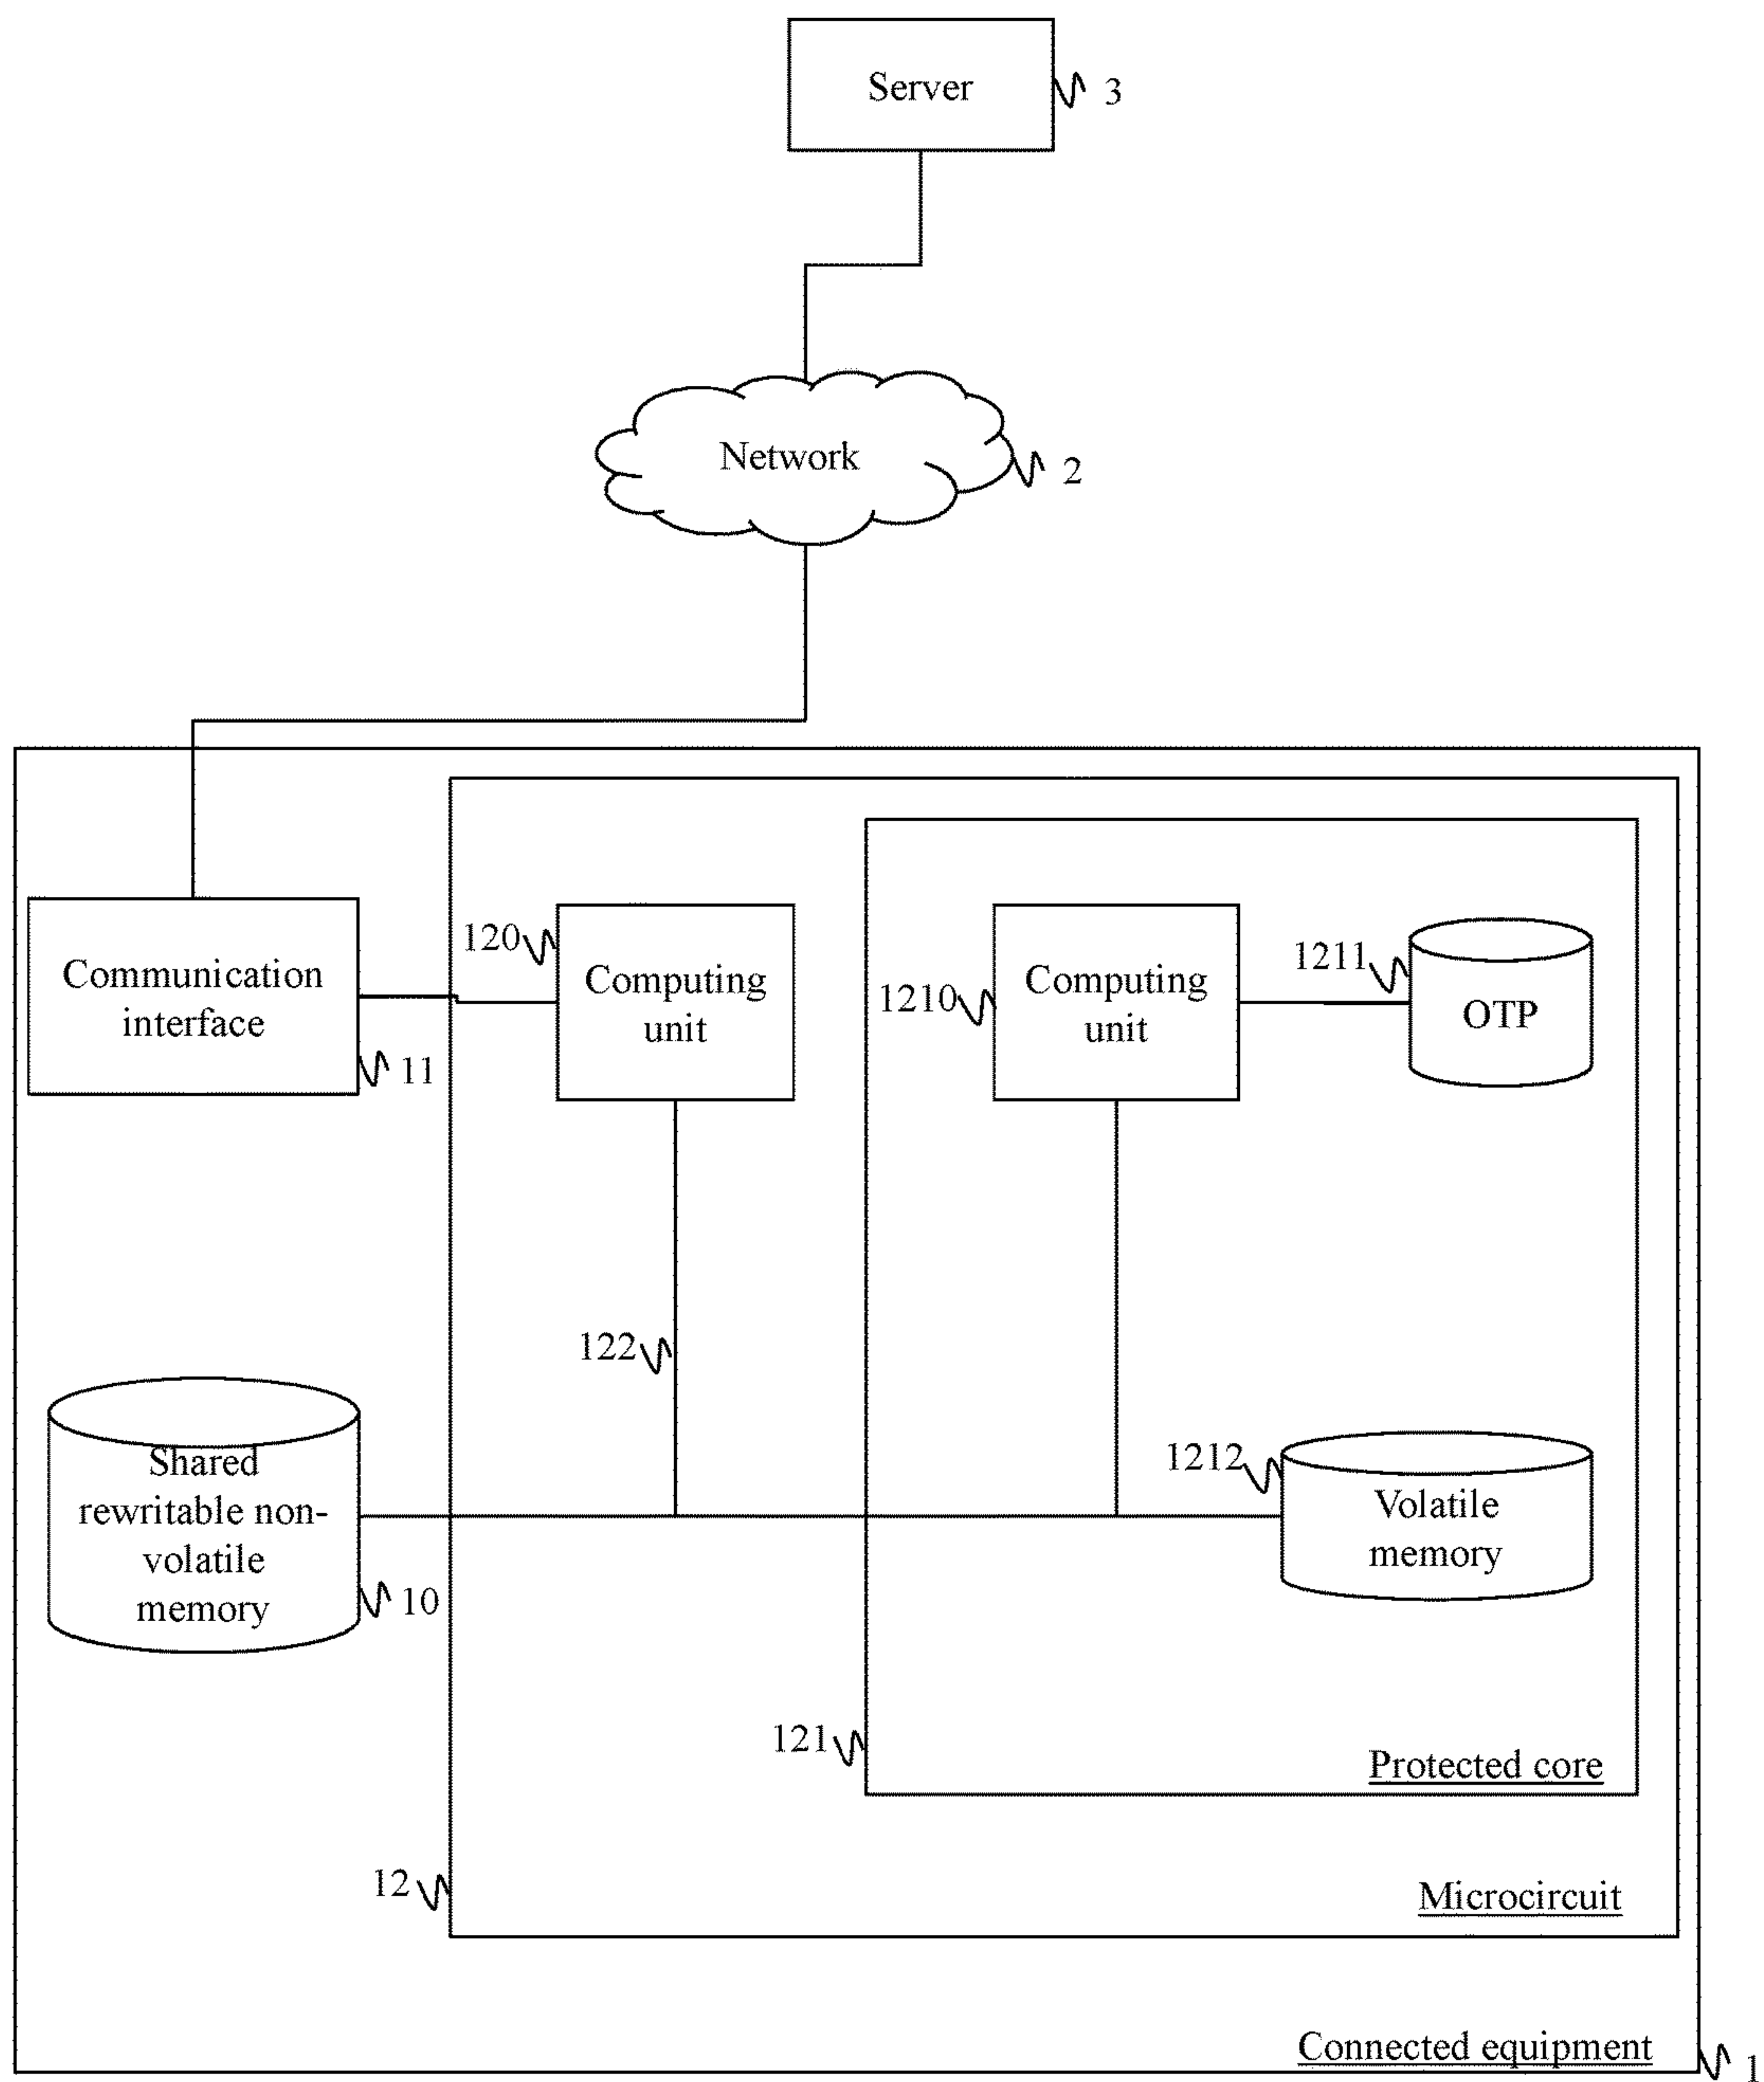 Server
3
Network
2
120
Communication
interface
11
Computing
unit
1210
Computing
unit
1211
OTP
122
Shared
rewritable non-
volatile
memory
10
1212
Volatile
memory
121
Protected core
12
Microcircuit
Connected equipment
1